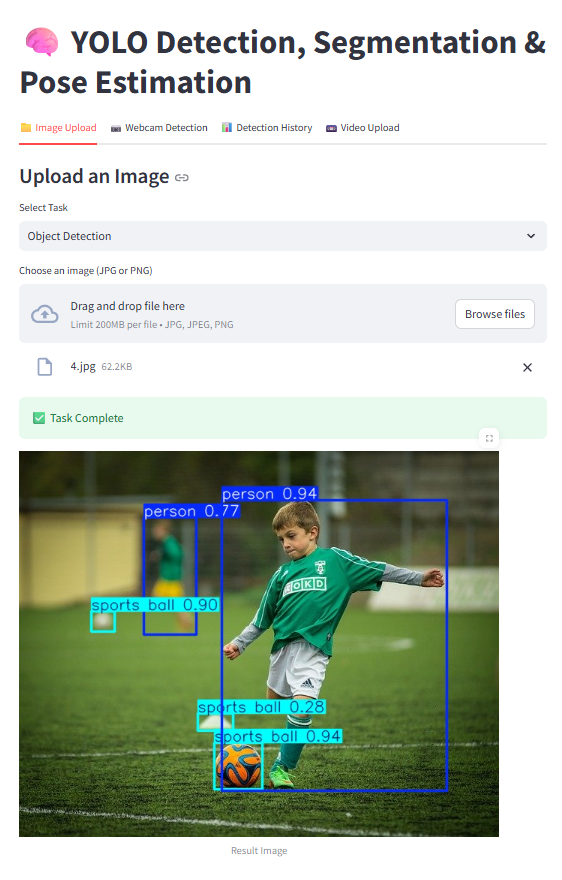 🧠 YOLO Detection, Segmentation &
Pose Estimation
📁 Image Upload
📷 Webcam Detection
📊 Detection History
📼 Video Upload
Upload an Image
Select Task
Object Detection
Choose an image (JPG or PNG)
Drag and drop file here
Limit 200MB per file • JPG, JPEG, PNG
Browse files
4.jpg 62.2KB
✅ Task Complete
person 0.94
person 0.77
sports ball 0.90
OKD
sports ball 0.28
sports ball 0.94
Result Image